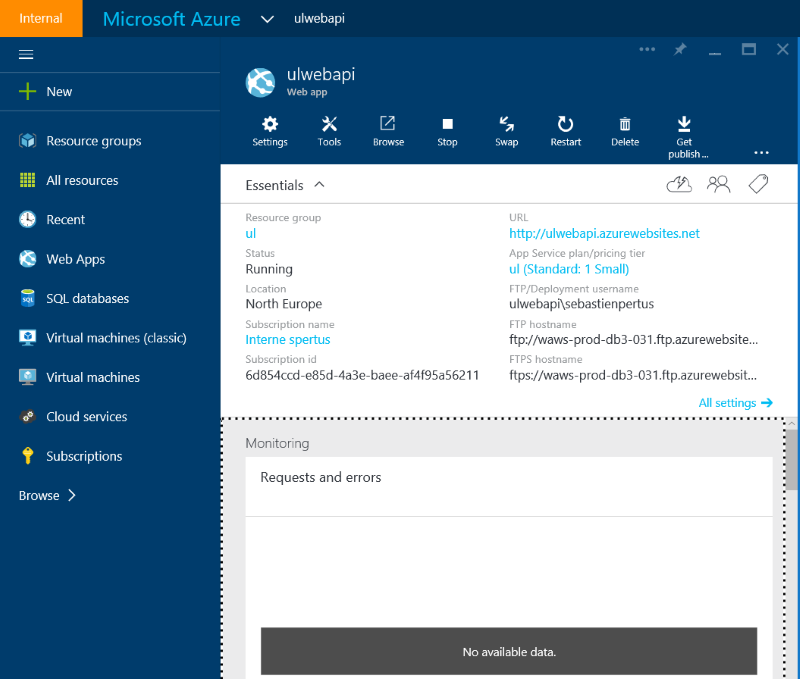 Internal
Microsoft Azure
ulwebapi
New
Resource groups
All resources
Recent
Web Apps
SQL
SQL databases
Virtual machines (classic)
Virtual machines
Cloud services
Subscriptions
Browse
ulwebapi
Web app
Settings
Tools
Browse
Stop
Swap
Restart
Delete
Get
publish ...
Essentials
Resource group
ul
Status
Running
Location
North Europe
Subscription name
Interne spertus
Subscription id
6d854ccd-e85d-4a3e-baee-af4f95a56211
URL
http://ulwebapi.azurewebsites.net
App Service plan/pricing tier
ul (Standard: 1 Small)
FTP/Deployment username
ulwebapi\sebastienpertus
FTP hostname
ftp://waws-prod-db3-031.ftp.azurewebsite...
FTPS hostname
ftps://waws-prod-db3-031.ftp.azurewebsit...
All settings
Monitoring
Requests and errors
No available data.